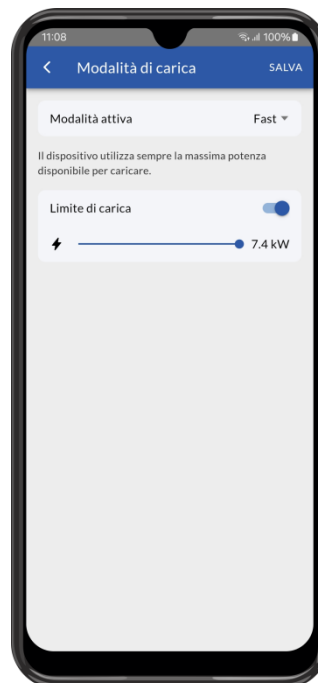 11:08 100%
Modalità di carica SALVA
Modalità attiva Fast
Il dispositivo utilizza sempre la massima potenza
disponibile per caricare.
Limite di carica
7.4 kW